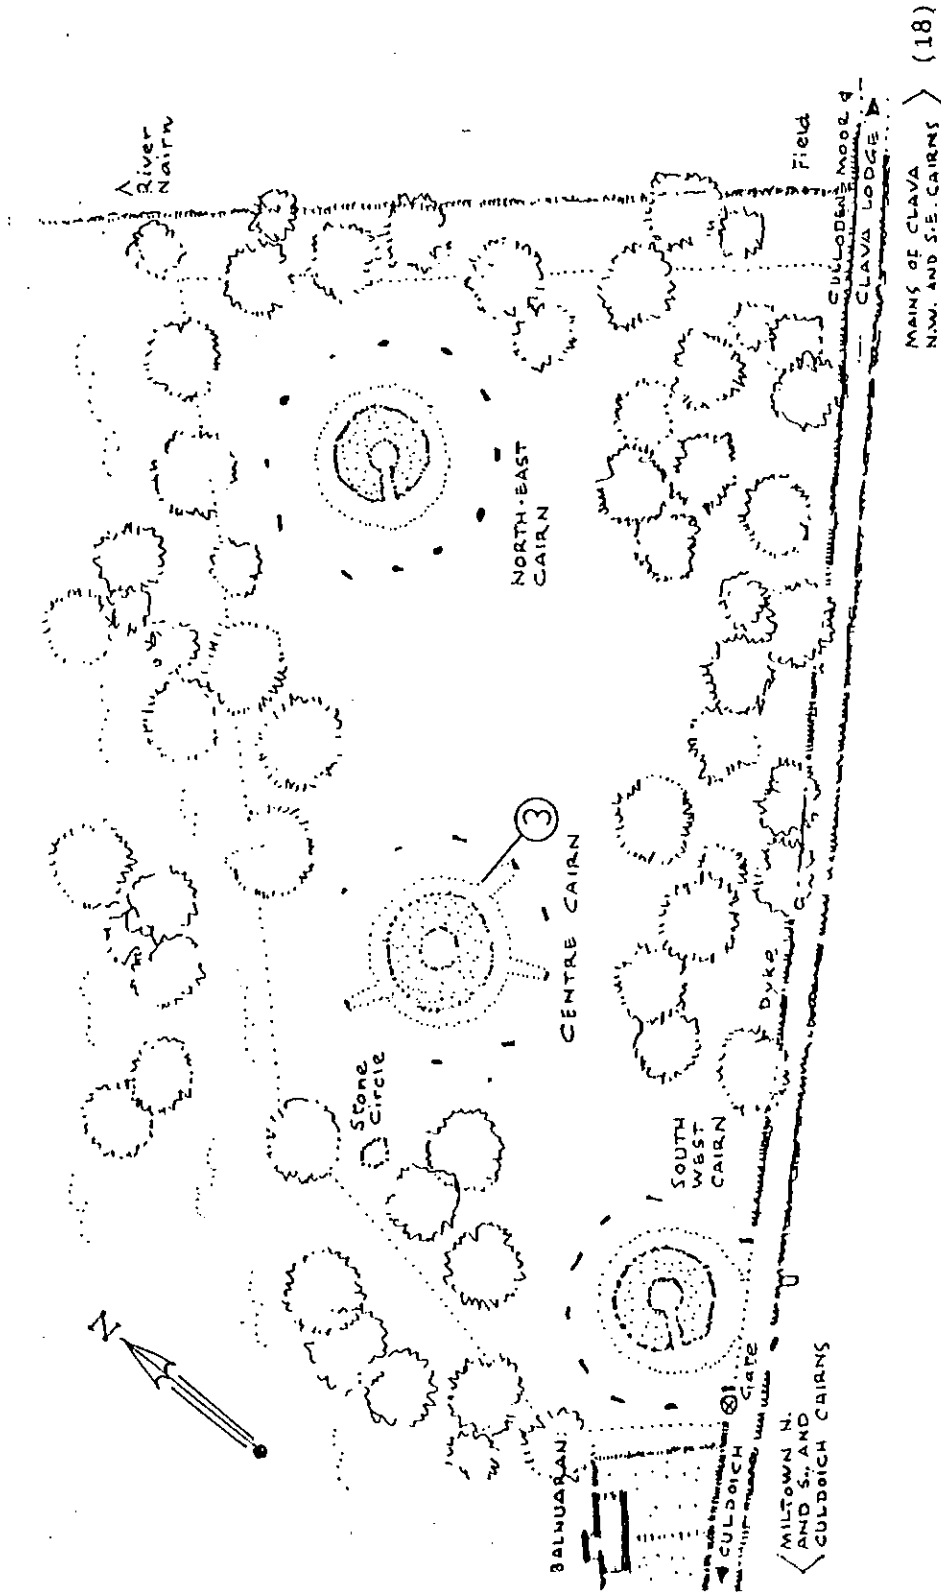 (18)
River
Nairn
Field
CULLODEN MOOR
CLAVA LODGE
MAINS OF CLAVA
N.W. AND S.E. CAIRNS
NORTH-EAST
CAIRN
3
CENTRE CAIRN
Stone
Circle
Dyke
SOUTH
WEST
CAIRN
N
BALNUARAN
Gate
CULDOICH
MILTOWN N.
AND S., AND
CULDOICH CAIRNS